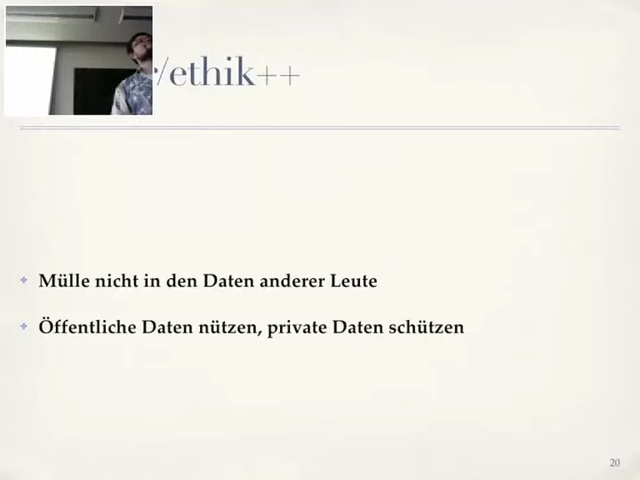 /ethik++
Mülle nicht in den Daten anderer Leute
Öffentliche Daten nützen, private Daten schützen
20